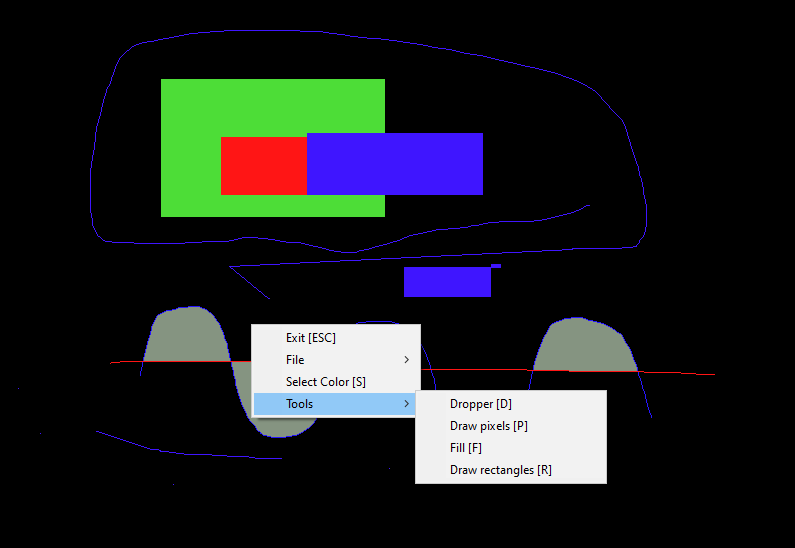 Exit [ESC]
File
Select Color [S]
Tools
Dropper [D]
Draw pixels [P]
Fill [F]
Draw rectangles [R]